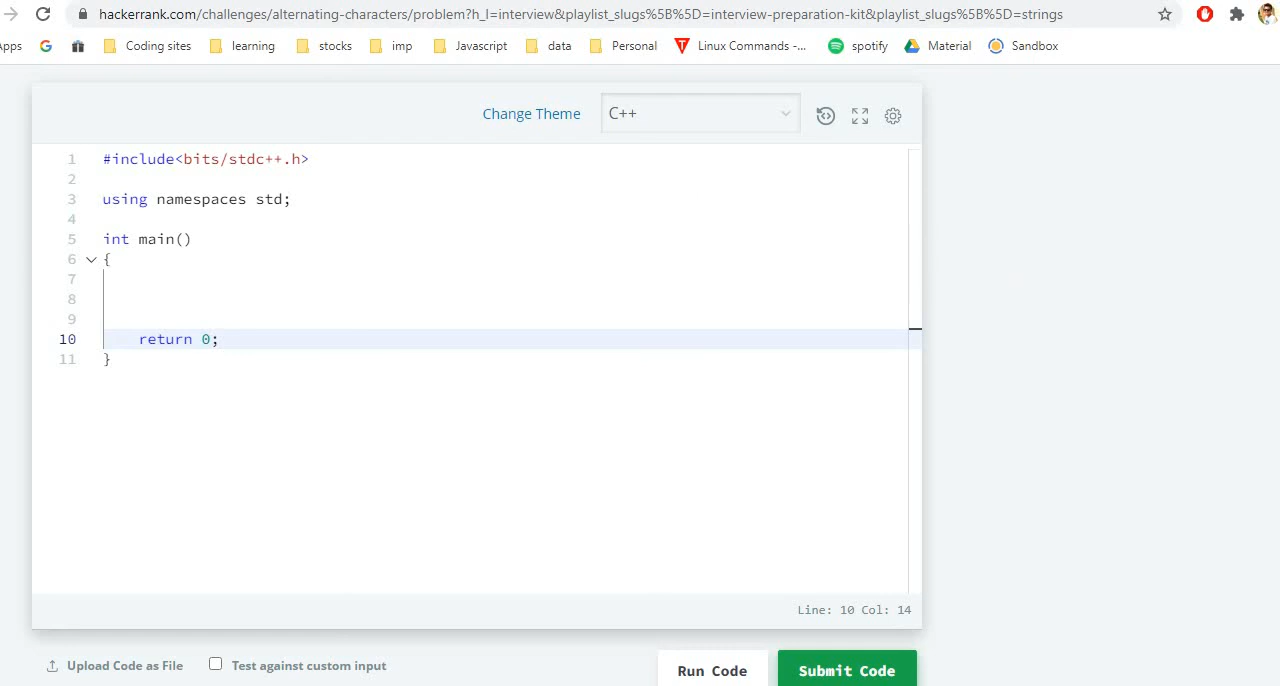 hackerrank.com/challenges/alternating-characters/problem?h_l=interview&playlist_slugs%5B%5D=interview-preparation-kit&playlist_slugs%5B%5D=strings
pps Coding sites learning stocks imp Javascript data Personal Linux Commands -... spotify Material Sandbox
Change Theme C++
1 #include<bits/stdc++.h>
2
3 using namespaces std;
4
5 int main()
6 {
7
8
9
10 return 0;
11 }
Line: 10 Col: 14
Upload Code as File Test against custom input Run Code Submit Code